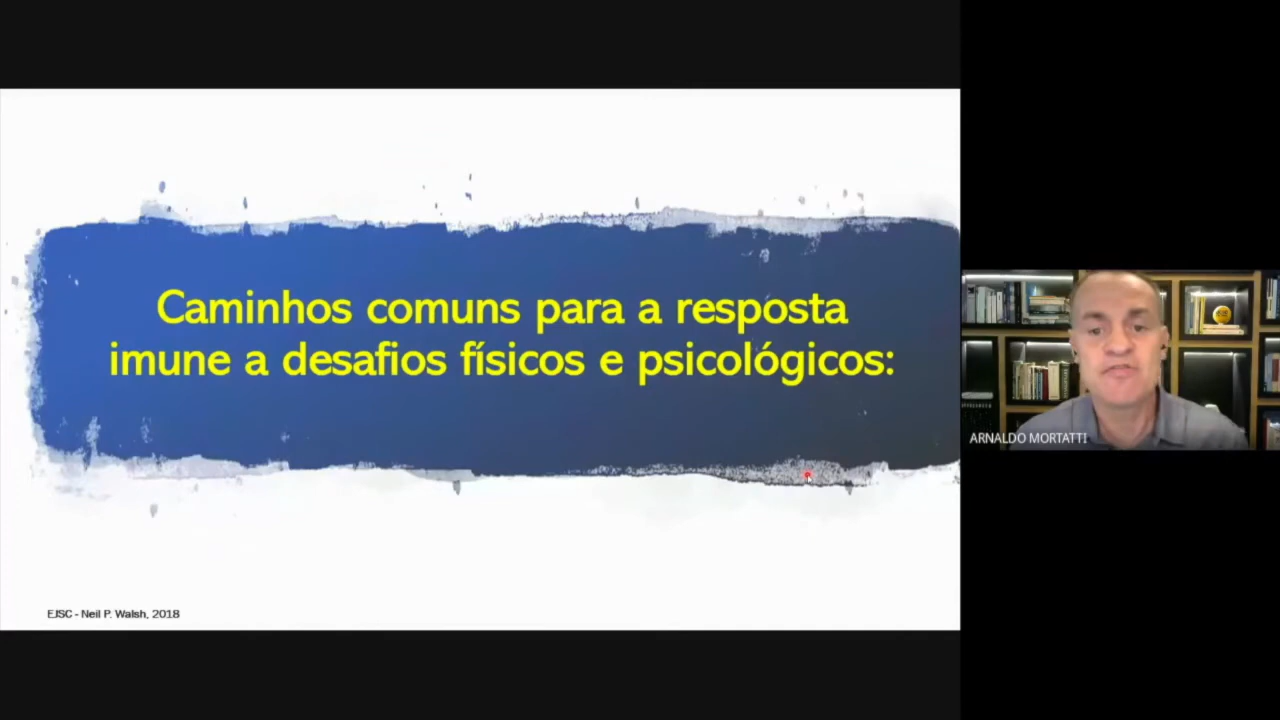 Caminhos comuns para a resposta
imune a desafios físicos e psicológicos:
EJSC - Neil P. Walsh, 2018
ARNALDO MORTATTI